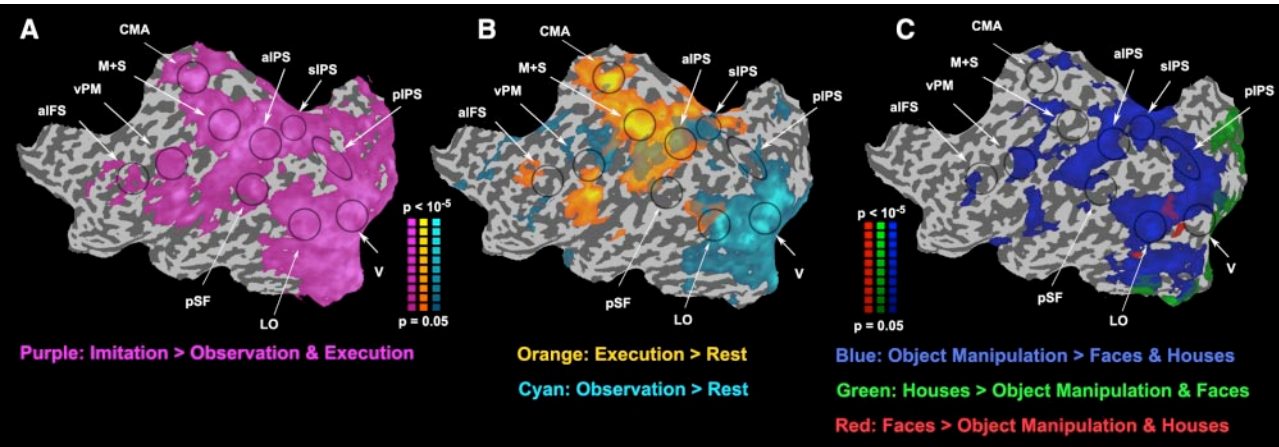 A
CMA
aIPS
M+S
sIPS
vPM
pIPS
aIFS
p < 10-5
p = 0.05
V
pSF
LO
Purple: Imitation > Observation & Execution
B
CMA
aIPS
M+S
sIPS
vPM
pIPS
aIFS
V
pSF
LO
Orange: Execution > Rest
Cyan: Observation > Rest
C
CMA
aIPS
M+S
sIPS
vPM
pIPS
aIFS
p < 10-5
p = 0.05
V
pSF
LO
Blue: Object Manipulation > Faces & Houses
Green: Houses > Object Manipulation & Faces
Red: Faces > Object Manipulation & Houses